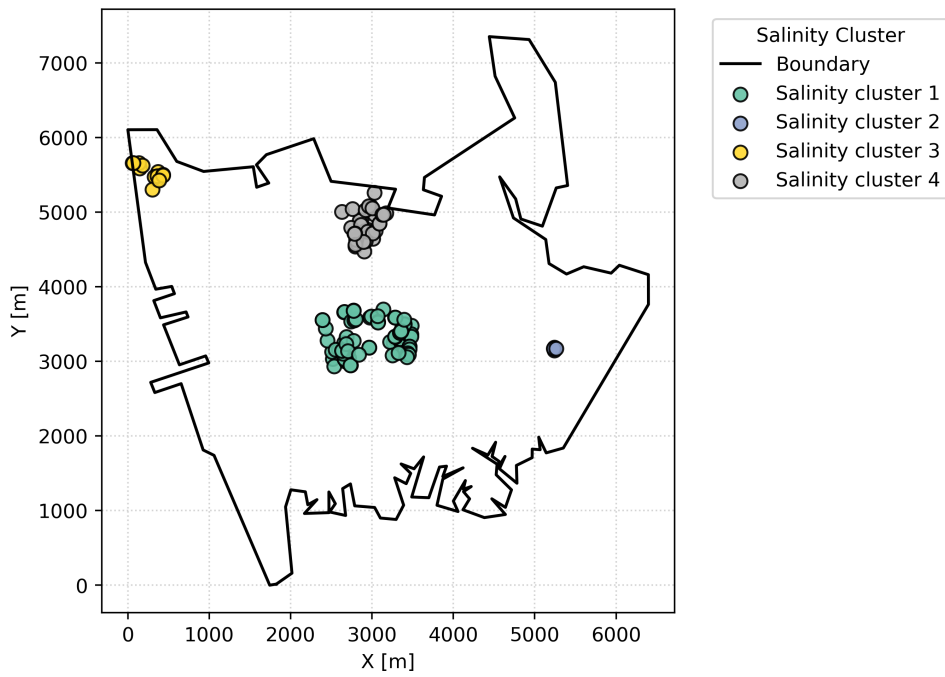 Salinity Cluster
Boundary
Salinity cluster 1
Salinity cluster 2
Salinity cluster 3
Salinity cluster 4
Y [m]
7000
6000
5000
4000
3000
2000
1000
0
0 1000 2000 3000 4000 5000 6000
X [m]